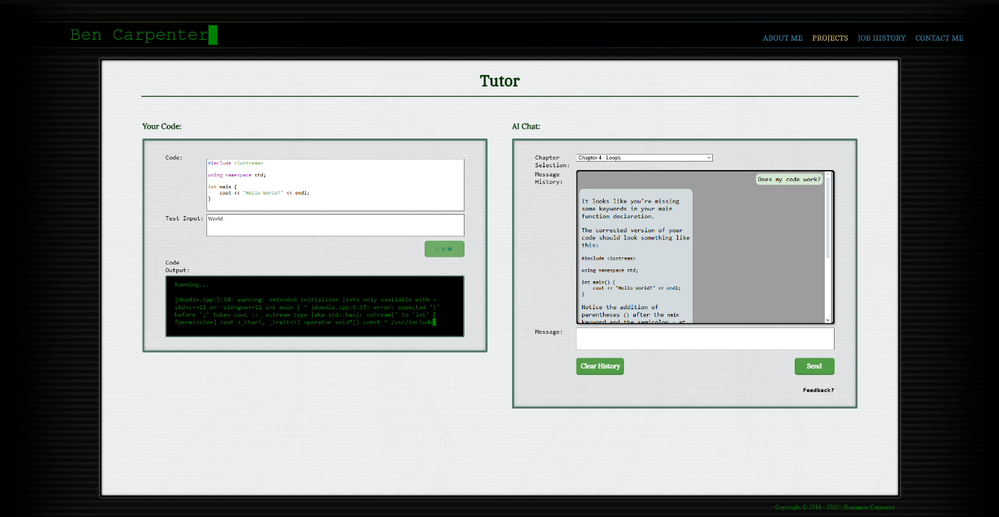 Ben Carpenter
ABOUT ME PROJECTS JOB HISTORY CONTACT ME
Tutor
Your Code:
Code:
#include <iostream>
using namespace std;
int main {
    cout << "Hello World!" << endl;
}
Test Input:
World
Code
Output:
Running...
jdoodle.cpp:5:10: warning: extended initializer lists only available with -
std=c++11 or -std=gnu++11 int main { ^ jdoodle.cpp:6:35: error: expected '}'
before ';' token cout :: _ostream_type {aka std::basic_ostream}' to 'int' [-
fpermissive] cout <_CharT, _Traits>] operator void*() const ^ /usr/include
AI Chat:
Chapter
Selection:
Chapter 4 - Loops
Message
History:
Does my code work?
It looks like you're missing
some keywords in your main
function declaration.
The corrected version of your
code should look something like
this:
#include <iostream>
using namespace std;
int main() {
    cout << "Hello World!" << endl;
}
Notice the addition of
parentheses () after the main
keyword and the semicolon ; at
Message:
Clear History
Send
Feedback?
Copyright © 2016 - 2025 | Benjamin Carpenter